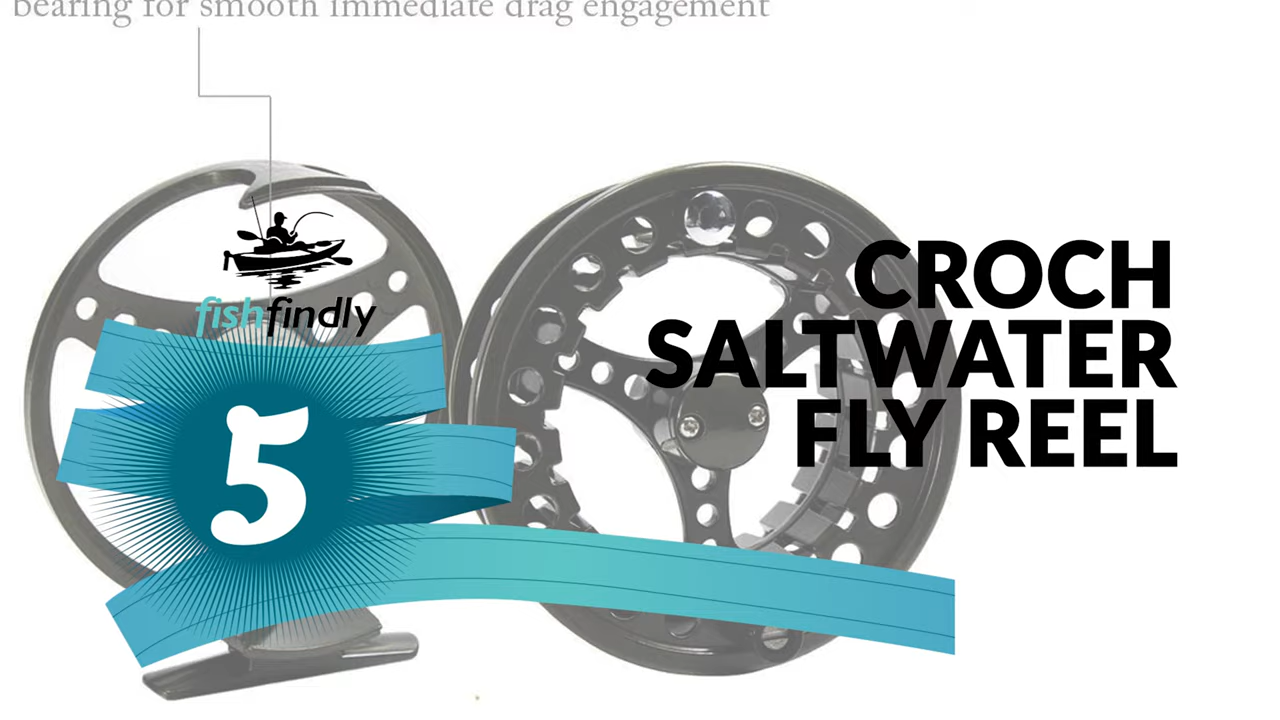 bearing for smooth immediate drag engagement
fishfindly
5
CROCH
SALTWATER
FLY REEL